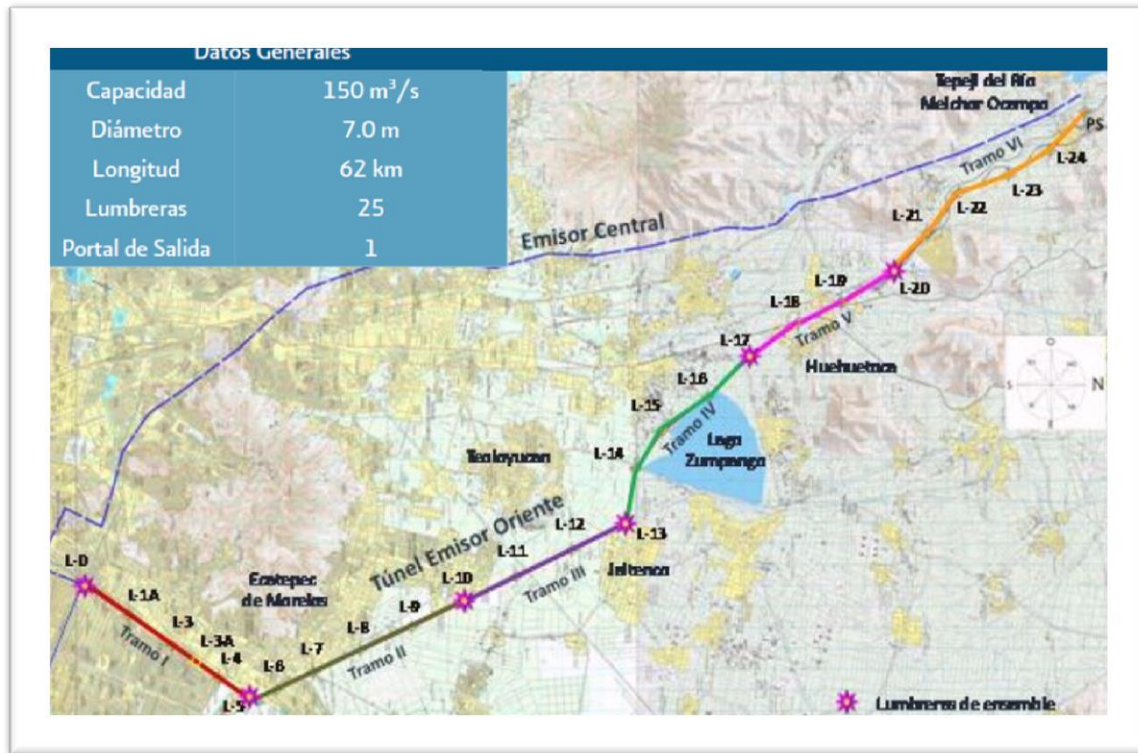 Datos Generales
Capacidad 150 m³/s
Diámetro 7.0 m
Longitud 62 km
Lumbreras 25
Portal de Salida 1
Tepeji del Río
Melchor Ocampo
PS
Tramo VI
L-24
L-23
L-22
L-21
Emisor Central
L-20
L-19
L-18
Tramo V
L-17
Huehuetoca
L-16
L-15
Tramo IV
L-14
Lago
Zumpango
Teoloyucan
L-13
L-12
Túnel Emisor Oriente
L-11
Tramo III
Jaltenco
L-10
L-9
L-8
L-7
Tramo II
L-6
Ecatepec
de Morelos
L-0
L-1A
L-3
L-3A
L-4
Tramo I
L-5
N
Lumbreras de ensamble